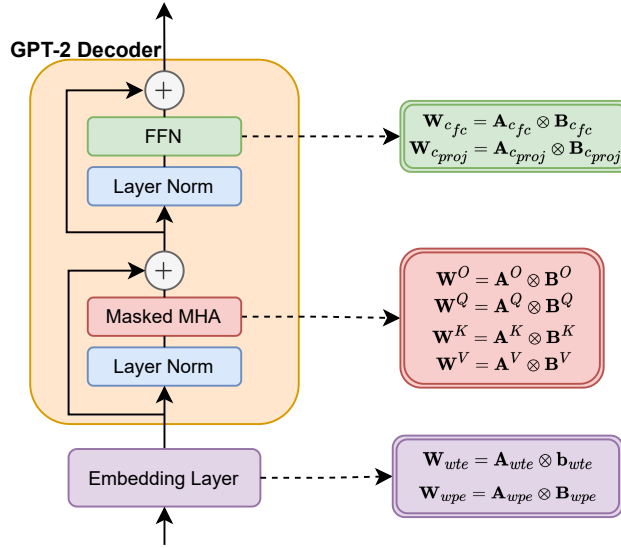 GPT-2 Decoder
+
FFN
Layer Norm
+
Masked MHA
Layer Norm
Embedding Layer
W_{c_{fc}} = A_{c_{fc}} ⊗ B_{c_{fc}}
W_{c_{proj}} = A_{c_{proj}} ⊗ B_{c_{proj}}
W^O = A^O ⊗ B^O
W^Q = A^Q ⊗ B^Q
W^K = A^K ⊗ B^K
W^V = A^V ⊗ B^V
W_{wte} = A_{wte} ⊗ b_{wte}
W_{wpe} = A_{wpe} ⊗ B_{wpe}